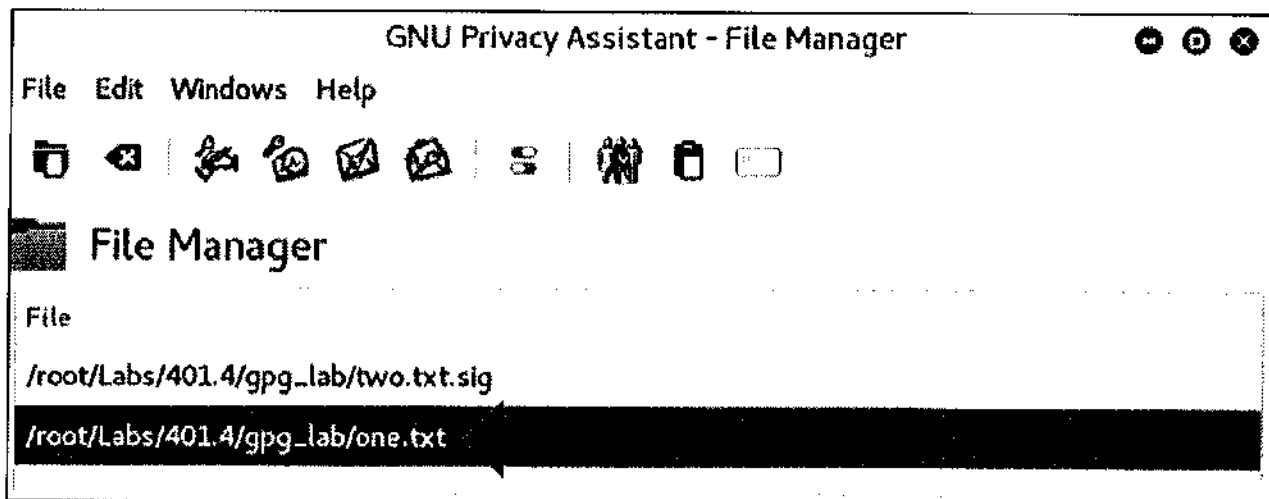 GNU Privacy Assistant - File Manager
File Edit Windows Help
File Manager
File
/root/Labs/401.4/gpg_lab/two.txt.sig
/root/Labs/401.4/gpg_lab/one.txt